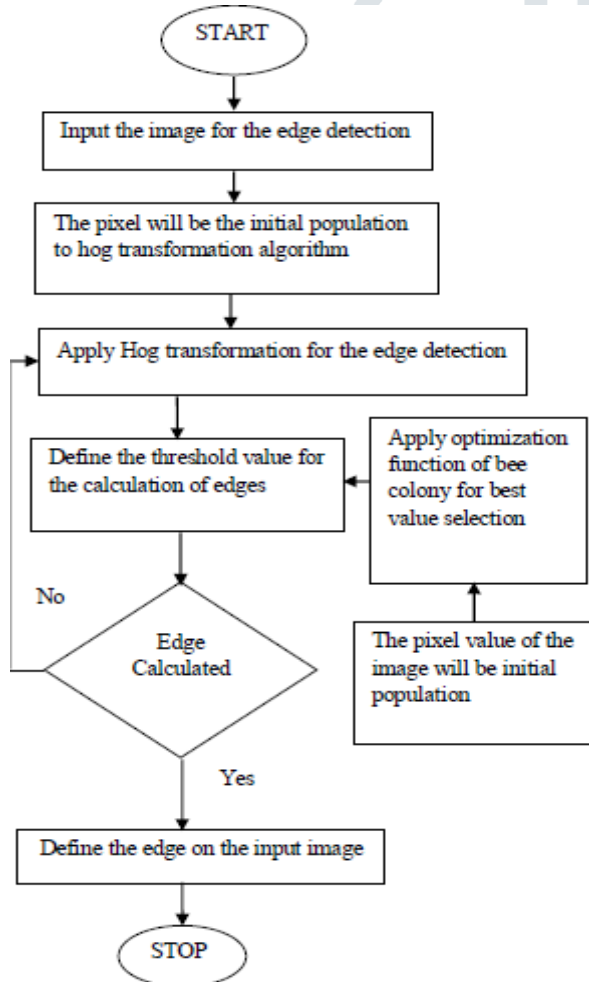 START
Input the image for the edge detection
The pixel will be the initial population
to hog transformation algorithm
Apply Hog transformation for the edge detection
Define the threshold value for
the calculation of edges
Apply optimization
function of bee
colony for best
value selection
No
Edge
Calculated
The pixel value of the
image will be initial
population
Yes
Define the edge on the input image
STOP